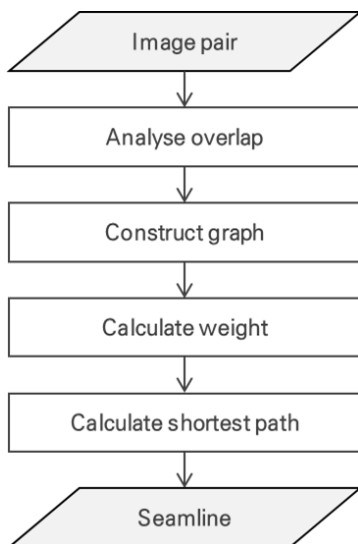 Image pair
Analyse overlap
Construct graph
Calculate weight
Calculate shortest path
Seamline